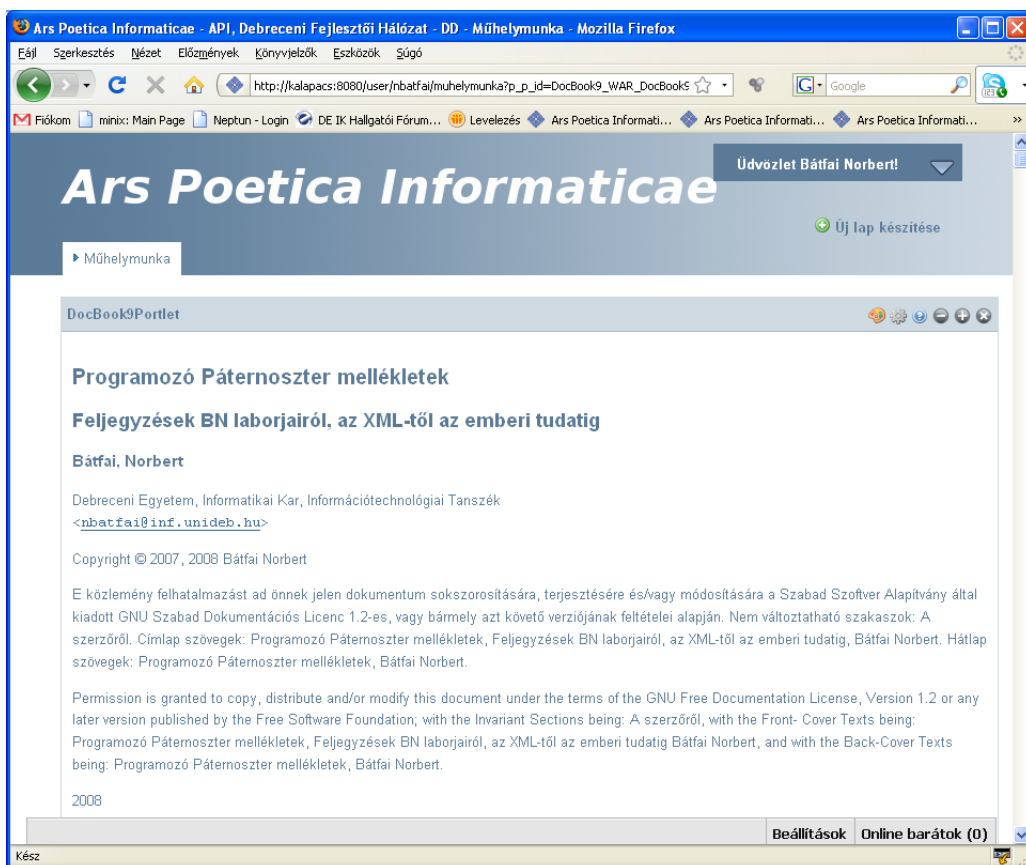 Ars Poetica Informaticae - API, Debreceni Fejlesztői Hálózat - DD - Műhelymunka - Mozilla Firefox
Fájl Szerkesztés Nézet Előzmények Könyvjelzők Eszközök Súgó
http://kalapacs:8080/user/nbatfai/muhelymunka?p_p_id=DocBook9_WAR_DocBook9 G Google
Fiókom minix: Main Page Neptun - Login DE IK Hallgatói Fórum... Levelezés Ars Poetica Informati... Ars Poetica Informati... Ars Poetica Informati... »
Üdvözlet Bátfai Norbert!
Ars Poetica Informaticae
Új lap készítése
Műhelymunka
DocBook9Portlet
Programozó Páternoszter mellékletek
Feljegyzések BN laborjairól, az XML-től az emberi tudatig
Bátfai, Norbert
Debreceni Egyetem, Informatikai Kar, Információtechnológiai Tanszék
<nbatfai@inf.unideb.hu>
Copyright © 2007, 2008 Bátfai Norbert
E közlemény felhatalmazást ad önnek jelen dokumentum sokszorosítására, terjesztésére és/vagy módosítására a Szabad Szoftver Alapítvány által
kiadott GNU Szabad Dokumentációs Licenc 1.2-es, vagy bármely azt követő verziójának feltételei alapján. Nem változtatható szakaszok: A
szerzőről. Címlap szövegek: Programozó Páternoszter mellékletek, Feljegyzések BN laborjairól, az XML-től az emberi tudatig, Bátfai Norbert. Hátlap
szövegek: Programozó Páternoszter mellékletek, Bátfai Norbert.
Permission is granted to copy, distribute and/or modify this document under the terms of the GNU Free Documentation License, Version 1.2 or any
later version published by the Free Software Foundation; with the Invariant Sections being: A szerzőről, with the Front- Cover Texts being:
Programozó Páternoszter mellékletek, Feljegyzések BN laborjairól, az XML-től az emberi tudatig Bátfai Norbert, and with the Back-Cover Texts
being: Programozó Páternoszter mellékletek, Bátfai Norbert.
2008
Beállítások Online barátok (0)
Kész